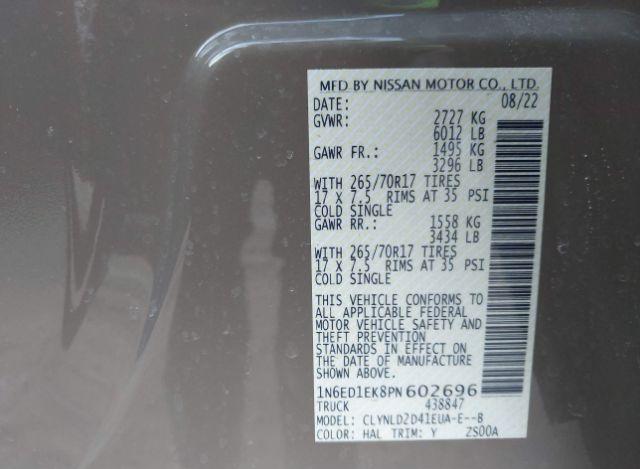 MFD BY NISSAN MOTOR CO., LTD.
DATE: 08/22
GVWR: 2727 KG
6012 LB
GAWR FR.: 1495 KG
3296 LB
WITH 265/70R17 TIRES
17 X 7.5 RIMS AT 35 PSI
COLD SINGLE
GAWR RR.: 1558 KG
3434 LB
WITH 265/70R17 TIRES
17 X 7.5 RIMS AT 35 PSI
COLD SINGLE
THIS VEHICLE CONFORMS TO
ALL APPLICABLE FEDERAL
MOTOR VEHICLE SAFETY AND
THEFT PREVENTION
STANDARDS IN EFFECT ON
THE DATE OF MANUFACTURE
SHOWN ABOVE.
1N6ED1EK8PN602696
TRUCK 438847
MODEL: CLYNLD2D41EUA-E--B
COLOR: HAL TRIM: Y ZS00A